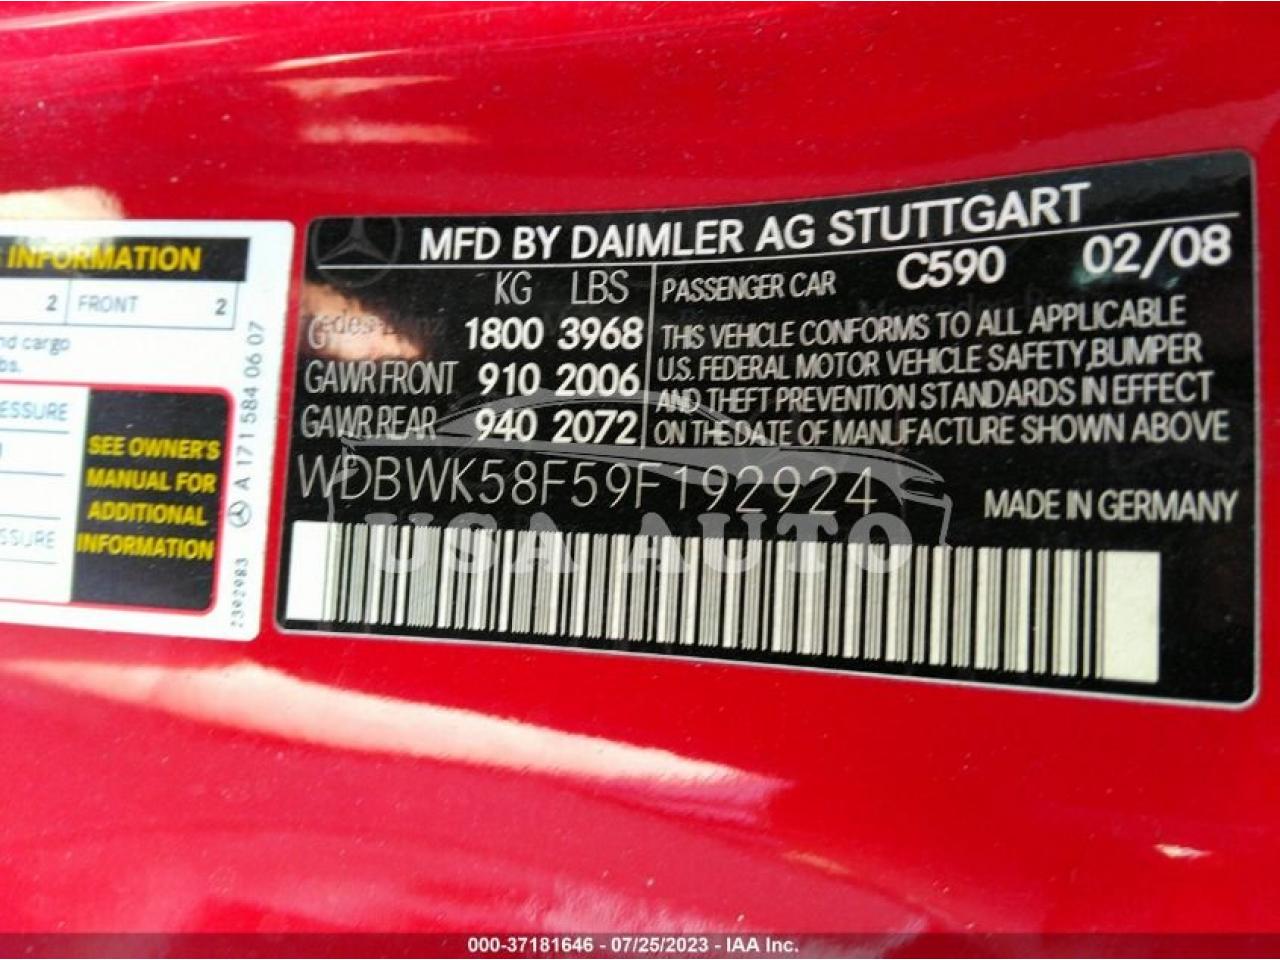 INFORMATION
2 FRONT 2
nd cargo
bs.
ESSURE
SSURE
SEE OWNER'S
MANUAL FOR
ADDITIONAL
INFORMATION
A 171 584 06 07
2392983
MFD BY DAIMLER AG STUTTGART
KG LBS
PASSENGER CAR C590 02/08
1800 3968
GAWR FRONT 910 2006
GAWR REAR 940 2072
THIS VEHICLE CONFORMS TO ALL APPLICABLE
U.S. FEDERAL MOTOR VEHICLE SAFETY,BUMPER
AND THEFT PREVENTION STANDARDS IN EFFECT
ON THE DATE OF MANUFACTURE SHOWN ABOVE
WDBWK58F59F192924
MADE IN GERMANY
USA AUTO
000-37181646 - 07/25/2023 - IAA Inc.